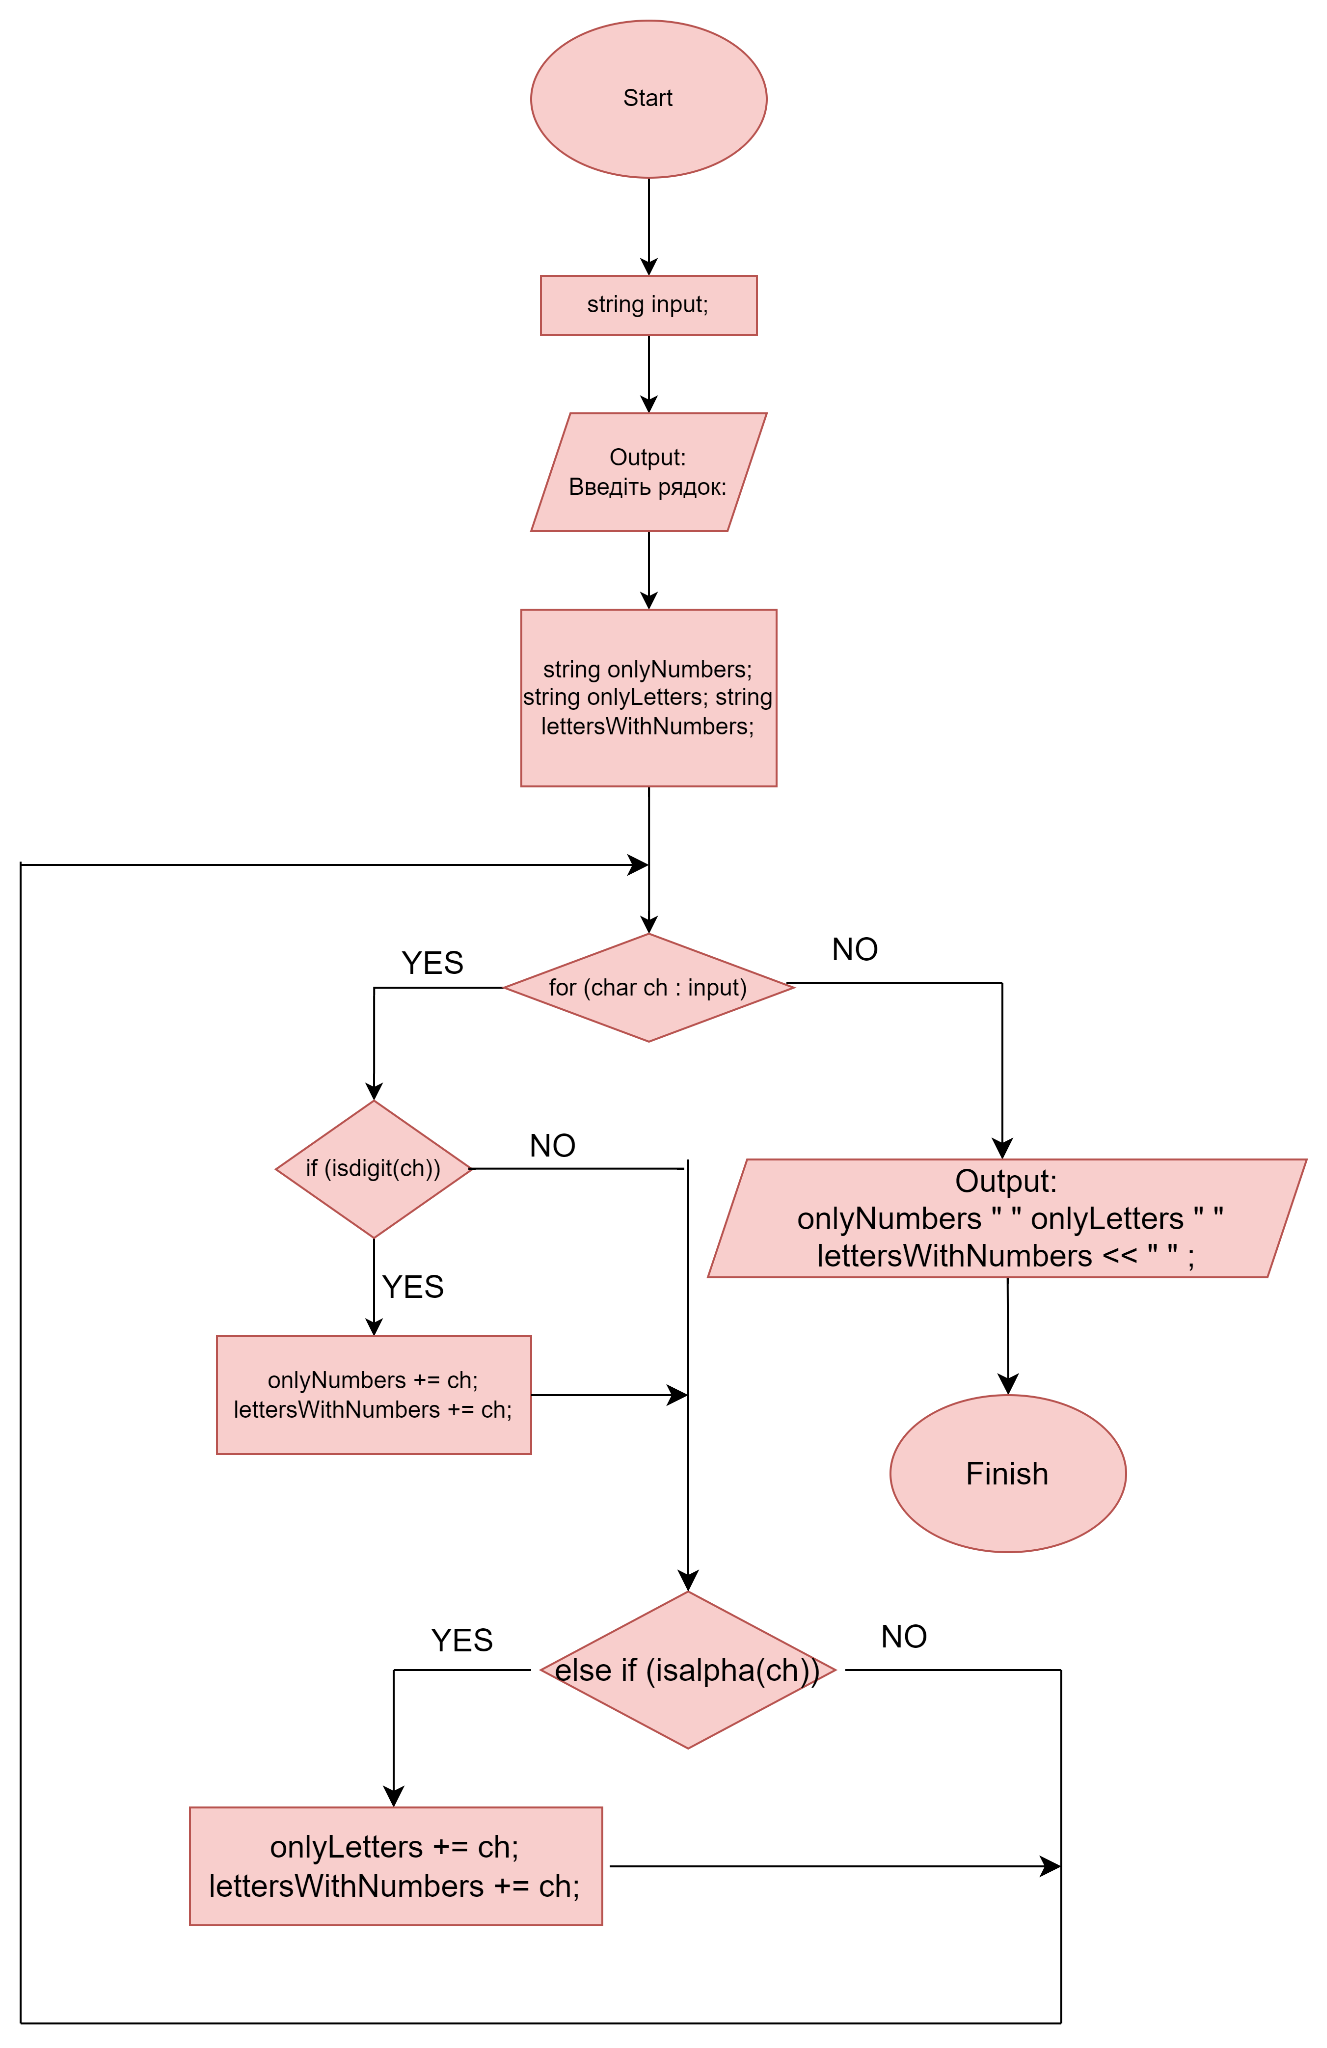 Start
string input;
Output:
Введіть рядок:
string onlyNumbers;
string onlyLetters; string
lettersWithNumbers;
YES
NO
for (char ch : input)
if (isdigit(ch))
NO
YES
Output:
onlyNumbers " " onlyLetters " "
lettersWithNumbers << " " ;
onlyNumbers += ch;
lettersWithNumbers += ch;
Finish
YES
NO
else if (isalpha(ch))
onlyLetters += ch;
lettersWithNumbers += ch;